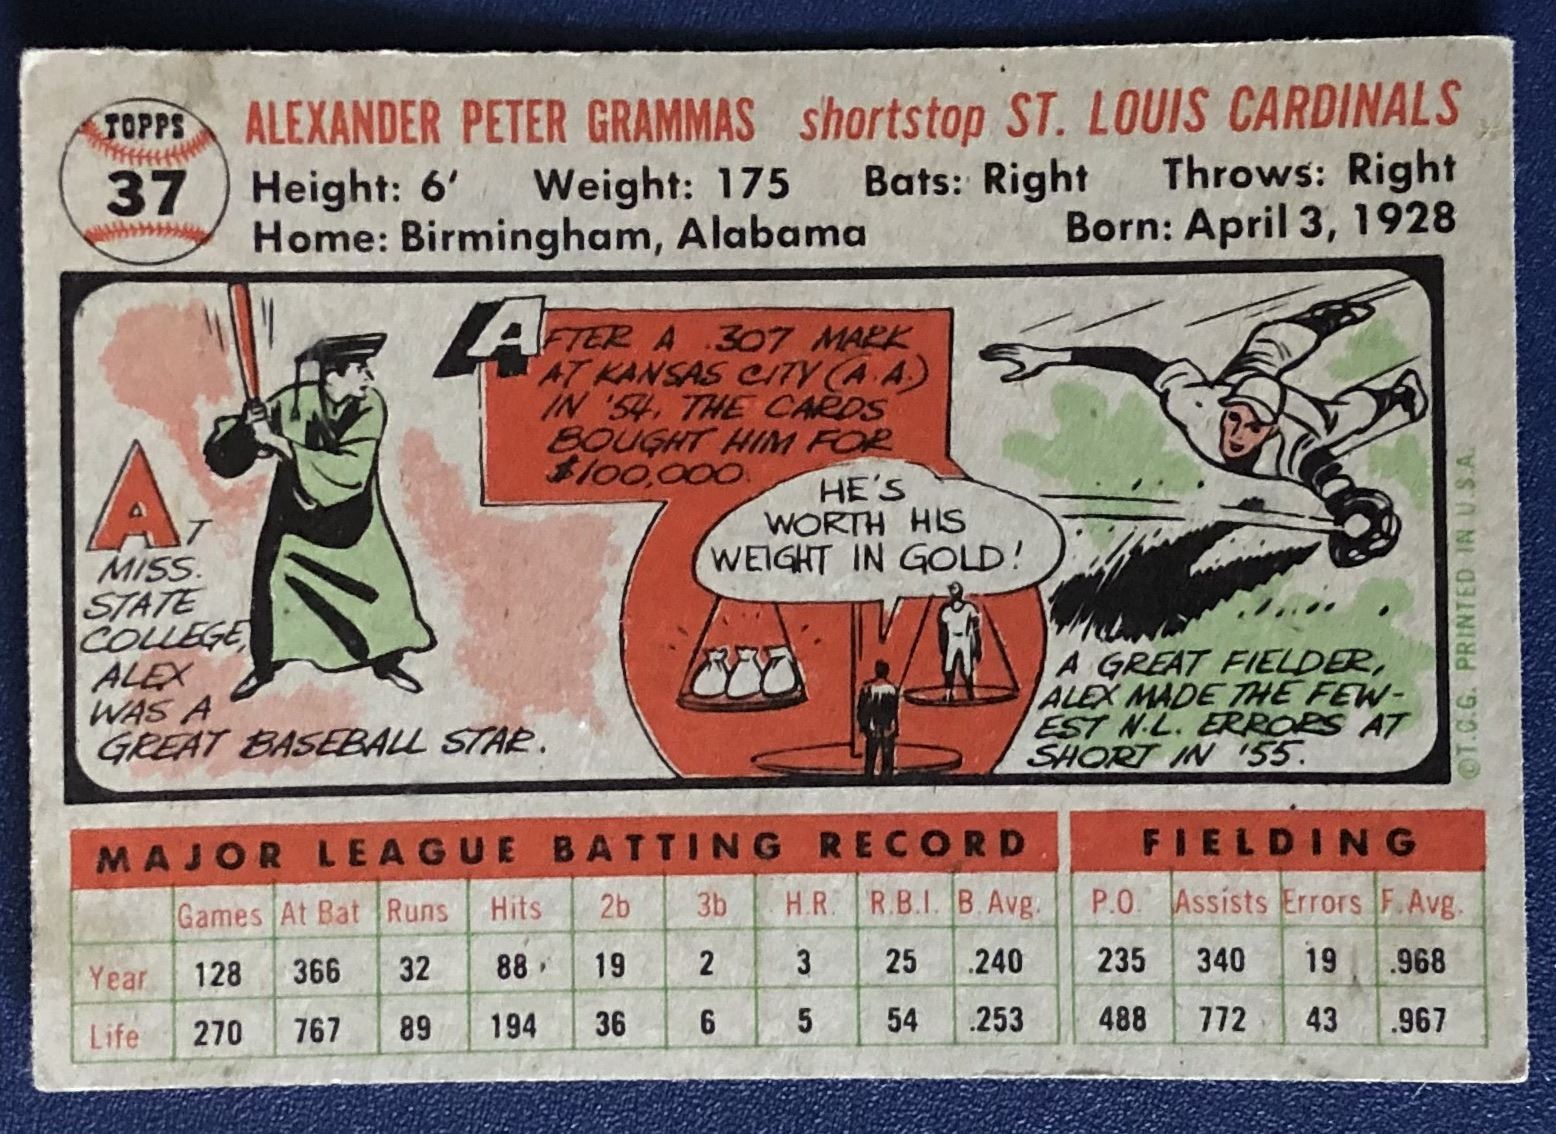 TOPPS
37
ALEXANDER PETER GRAMMAS shortstop ST. LOUIS CARDINALS
Height: 6' Weight: 175 Bats: Right Throws: Right
Home: Birmingham, Alabama Born: April 3, 1928
AT
MISS.
STATE
COLLEGE,
ALEX
WAS A
GREAT BASEBALL STAR.
AFTER A .307 MARK
AT KANSAS CITY (A.A.)
IN '54, THE CARDS
BOUGHT HIM FOR
$100,000.
HE'S
WORTH HIS
WEIGHT IN GOLD!
A GREAT FIELDER,
ALEX MADE THE FEW-
EST N.L. ERRORS AT
SHORT IN '55.
©T.C.G. PRINTED IN U.S.A.
MAJOR LEAGUE BATTING RECORD FIELDING
Games At Bat Runs Hits 2b 3b H.R. R.B.I. B. Avg. P.O. Assists Errors F. Avg.
Year 128 366 32 88 19 2 3 25 .240 235 340 19 .968
Life 270 767 89 194 36 6 5 54 .253 488 772 43 .967